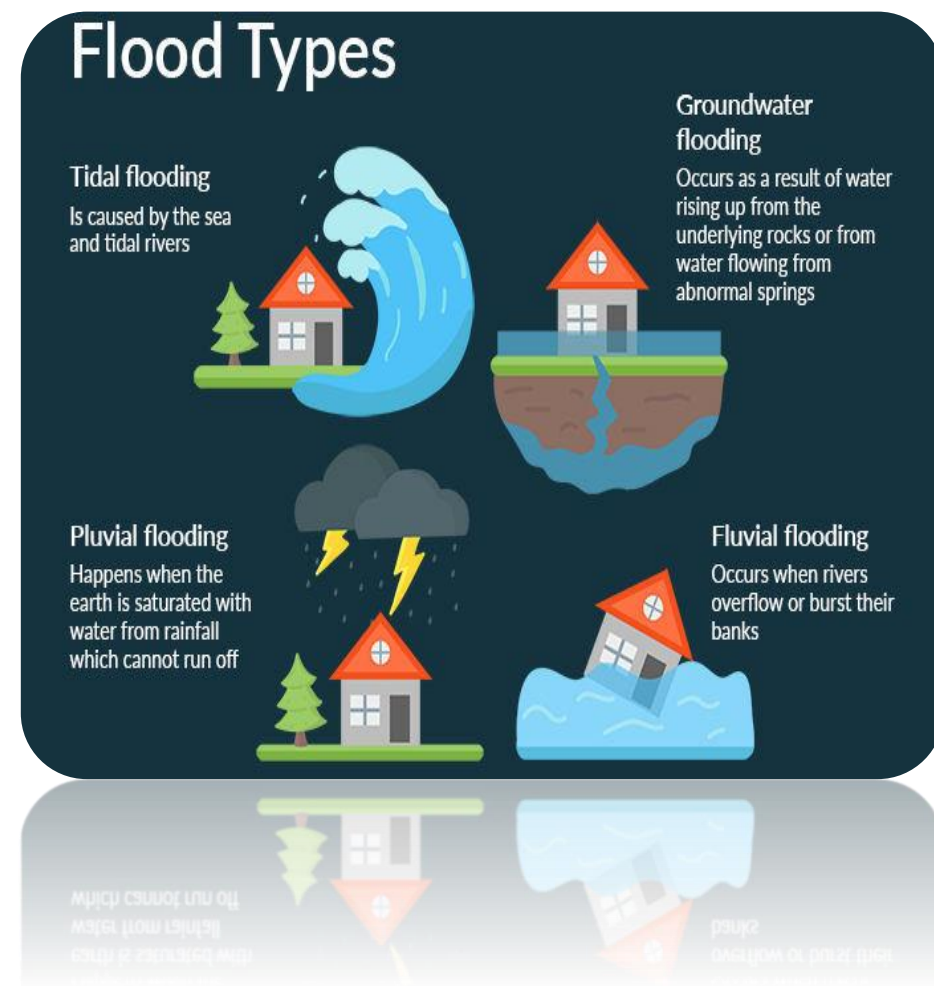 Flood Types
Tidal flooding
Is caused by the sea
and tidal rivers
Groundwater
flooding
Occurs as a result of water
rising up from the
underlying rocks or from
water flowing from
abnormal springs
Pluvial flooding
Happens when the
earth is saturated with
water from rainfall
which cannot run off
Fluvial flooding
Occurs when rivers
overflow or burst their
banks